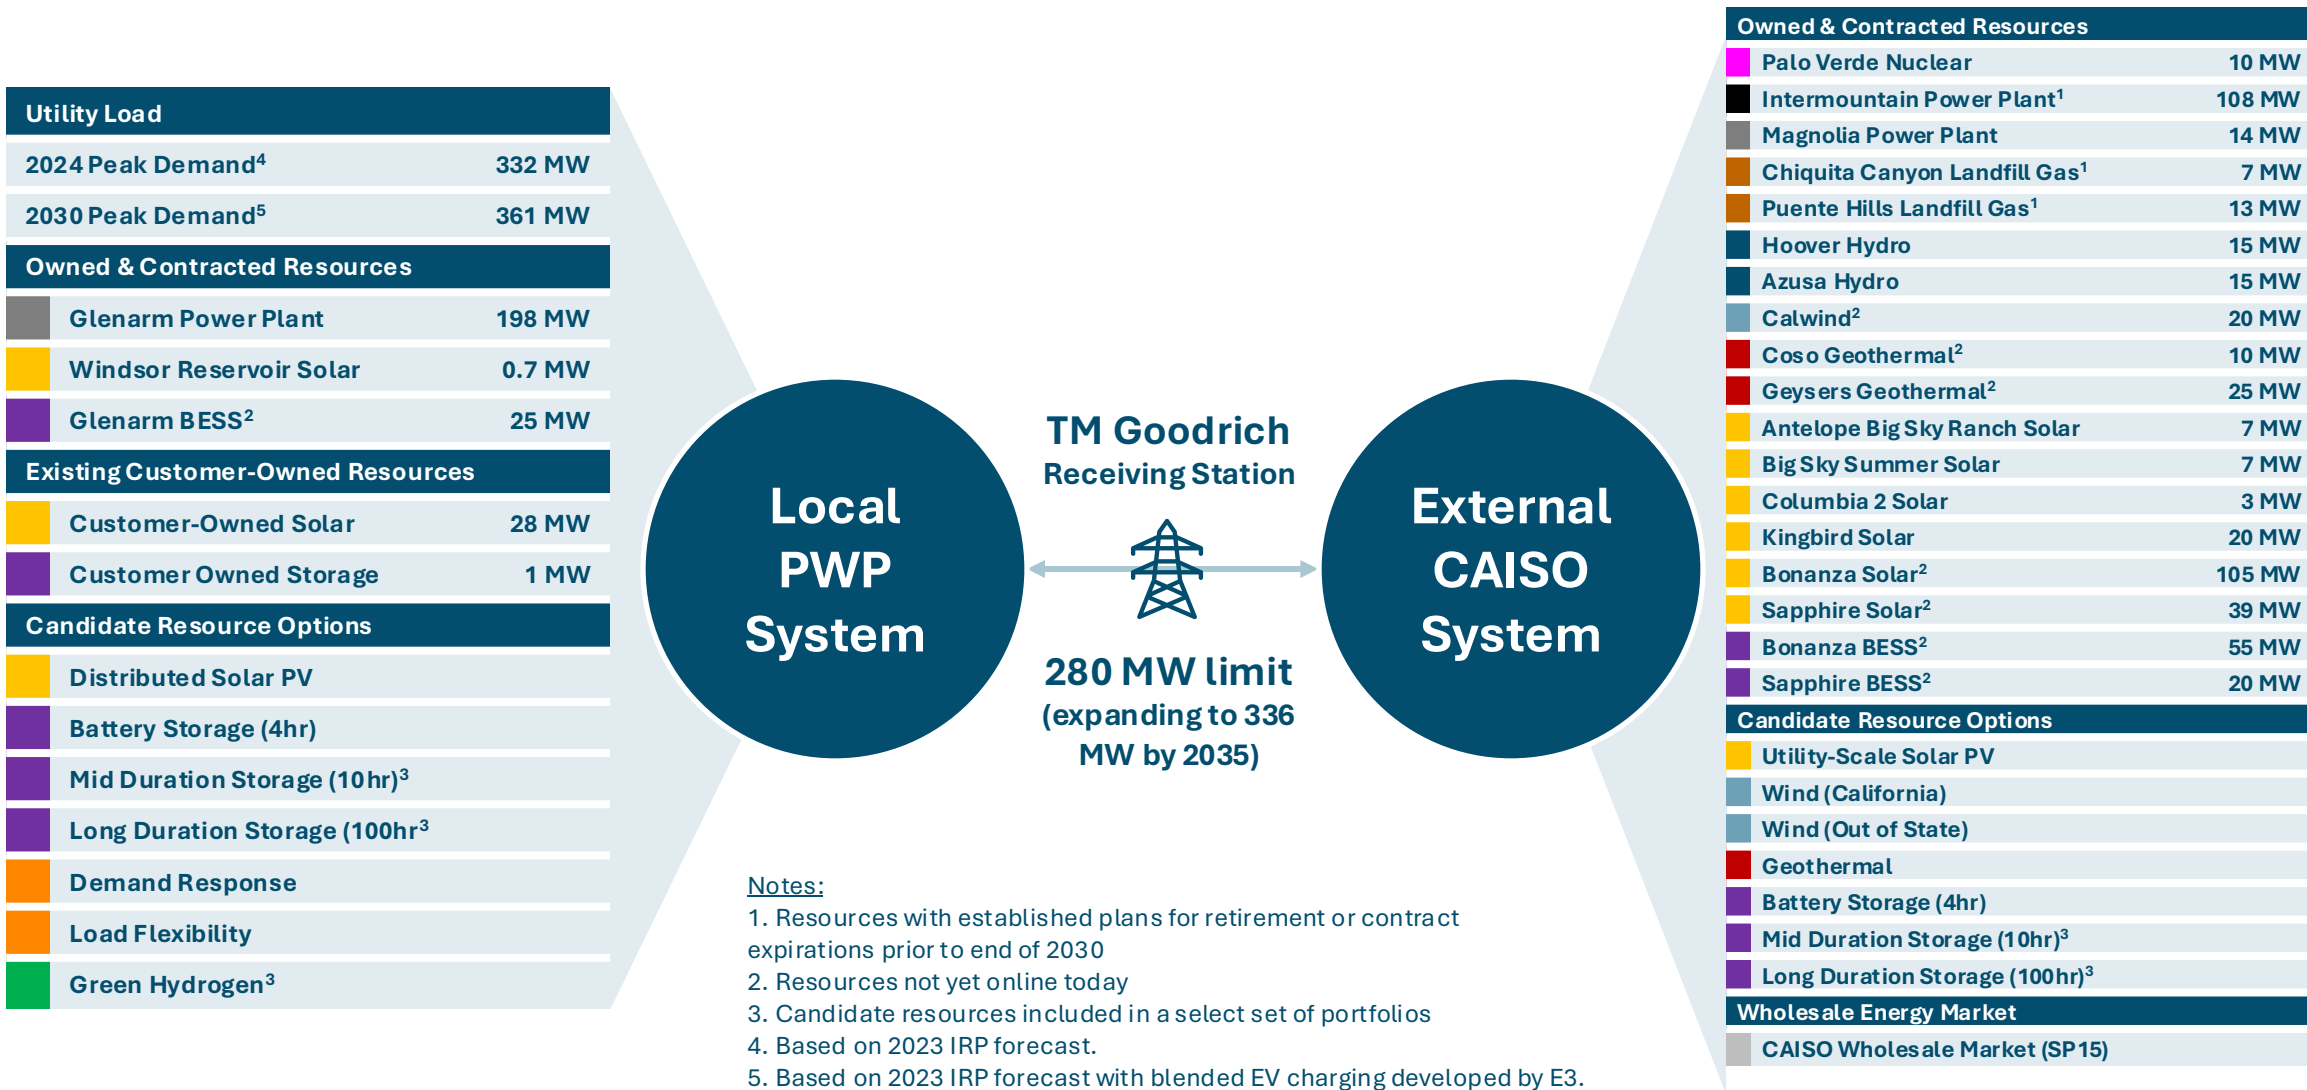 Utility Load
2024 Peak Demand⁴ 332 MW
2030 Peak Demand⁵ 361 MW
Owned & Contracted Resources
Glenarm Power Plant 198 MW
Windsor Reservoir Solar 0.7 MW
Glenarm BESS² 25 MW
Existing Customer-Owned Resources
Customer-Owned Solar 28 MW
Customer Owned Storage 1 MW
Candidate Resource Options
Distributed Solar PV
Battery Storage (4hr)
Mid Duration Storage (10hr)³
Long Duration Storage (100hr³
Demand Response
Load Flexibility
Green Hydrogen³
Local
PWP
System
TM Goodrich
Receiving Station
280 MW limit
(expanding to 336
MW by 2035)
External
CAISO
System
Owned & Contracted Resources
Palo Verde Nuclear 10 MW
Intermountain Power Plant¹ 108 MW
Magnolia Power Plant 14 MW
Chiquita Canyon Landfill Gas¹ 7 MW
Puente Hills Landfill Gas¹ 13 MW
Hoover Hydro 15 MW
Azusa Hydro 15 MW
Calwind² 20 MW
Coso Geothermal² 10 MW
Geysers Geothermal² 25 MW
Antelope Big Sky Ranch Solar 7 MW
Big Sky Summer Solar 7 MW
Columbia 2 Solar 3 MW
Kingbird Solar 20 MW
Bonanza Solar² 105 MW
Sapphire Solar² 39 MW
Bonanza BESS² 55 MW
Sapphire BESS² 20 MW
Candidate Resource Options
Utility-Scale Solar PV
Wind (California)
Wind (Out of State)
Geothermal
Battery Storage (4hr)
Mid Duration Storage (10hr)³
Long Duration Storage (100hr)³
Wholesale Energy Market
CAISO Wholesale Market (SP15)
Notes:
1. Resources with established plans for retirement or contract
expirations prior to end of 2030
2. Resources not yet online today
3. Candidate resources included in a select set of portfolios
4. Based on 2023 IRP forecast.
5. Based on 2023 IRP forecast with blended EV charging developed by E3.